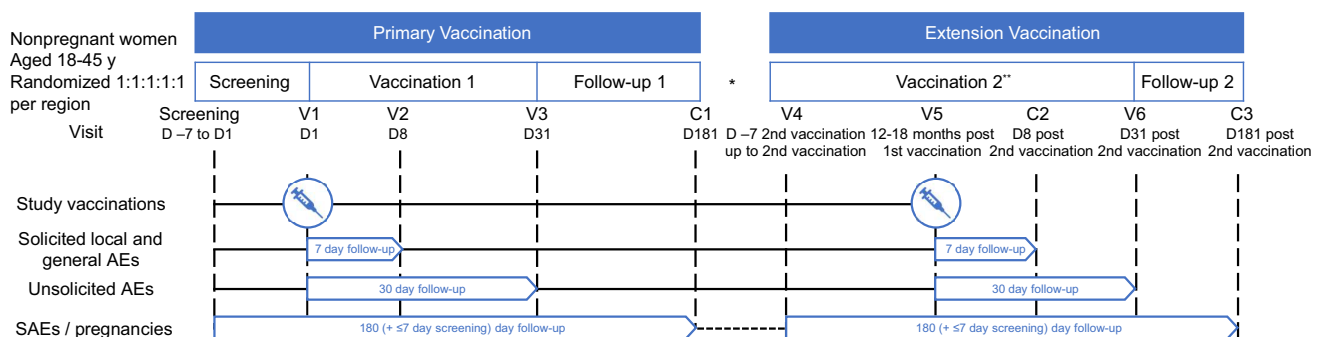 Primary Vaccination
Extension Vaccination
Nonpregnant women
Aged 18-45 y
Randomized 1:1:1:1:1
per region
Screening
Vaccination 1
Follow-up 1
*
Vaccination 2**
Follow-up 2
Visit
Screening
D –7 to D1
V1
D1
V2
D8
V3
D31
C1
D181
V4
D –7 2nd vaccination
up to 2nd vaccination
V5
12-18 months post
1st vaccination
C2
D8 post
2nd vaccination
V6
D31 post
2nd vaccination
C3
D181 post
2nd vaccination
Study vaccinations
Solicited local and
general AEs
7 day follow-up
7 day follow-up
Unsolicited AEs
30 day follow-up
30 day follow-up
SAEs / pregnancies
180 (+ ≤7 day screening) day follow-up
180 (+ ≤7 day screening) day follow-up